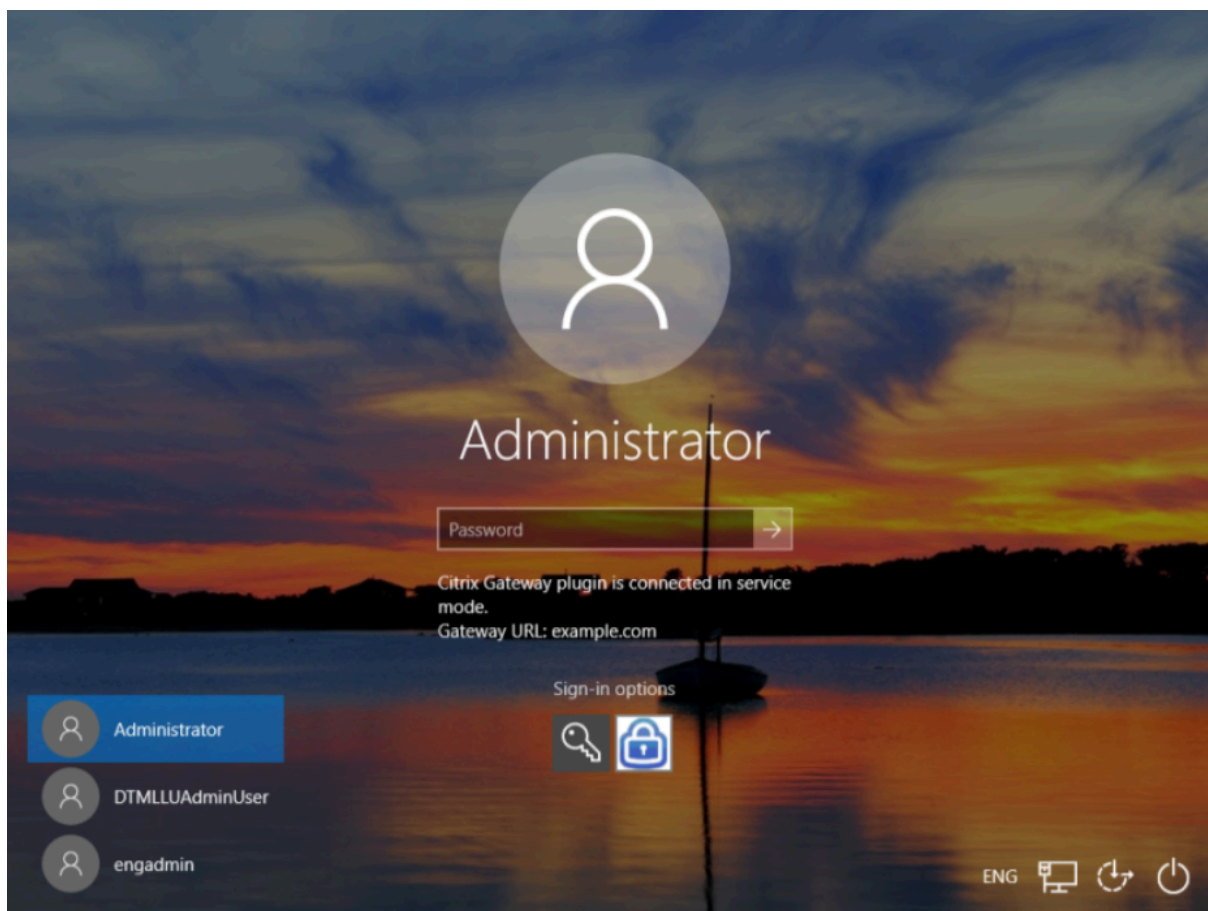 Administrator
Password
Citrix Gateway plugin is connected in service
mode.
Gateway URL: example.com
Sign-in options
Administrator
DTMLLUAdminUser
engadmin
ENG